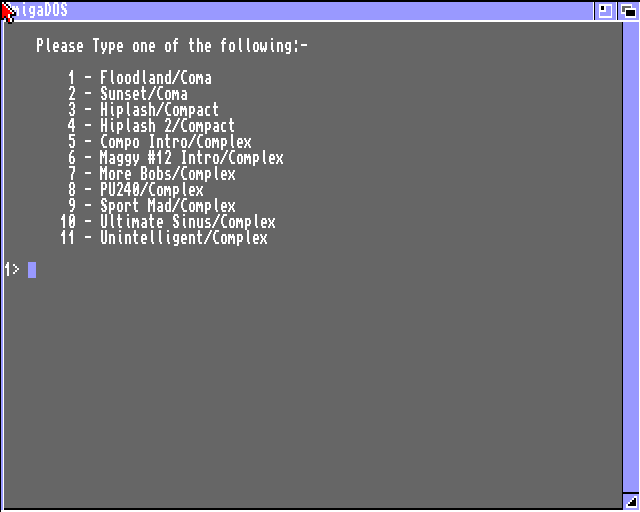 AmigaDOS
Please Type one of the following:-
1 - Floodland/Coma
2 - Sunset/Coma
3 - Hiplash/Compact
4 - Hiplash 2/Compact
5 - Compo Intro/Complex
6 - Maggy #12 Intro/Complex
7 - More Bobs/Complex
8 - PU240/Complex
9 - Sport Mad/Complex
10 - Ultimate Sinus/Complex
11 - Unintelligent/Complex
1>